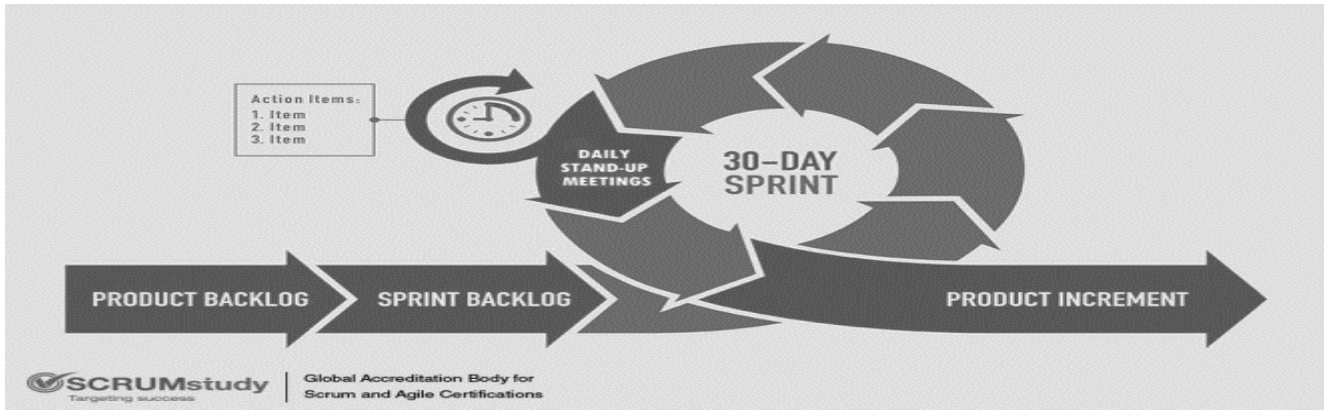 Action Items:
1. Item
2. Item
3. Item
DAILY
STAND-UP
MEETINGS
30-DAY
SPRINT
PRODUCT BACKLOG
SPRINT BACKLOG
PRODUCT INCREMENT
SCRUMstudy
Targeting success
Global Accreditation Body for
Scrum and Agile Certifications